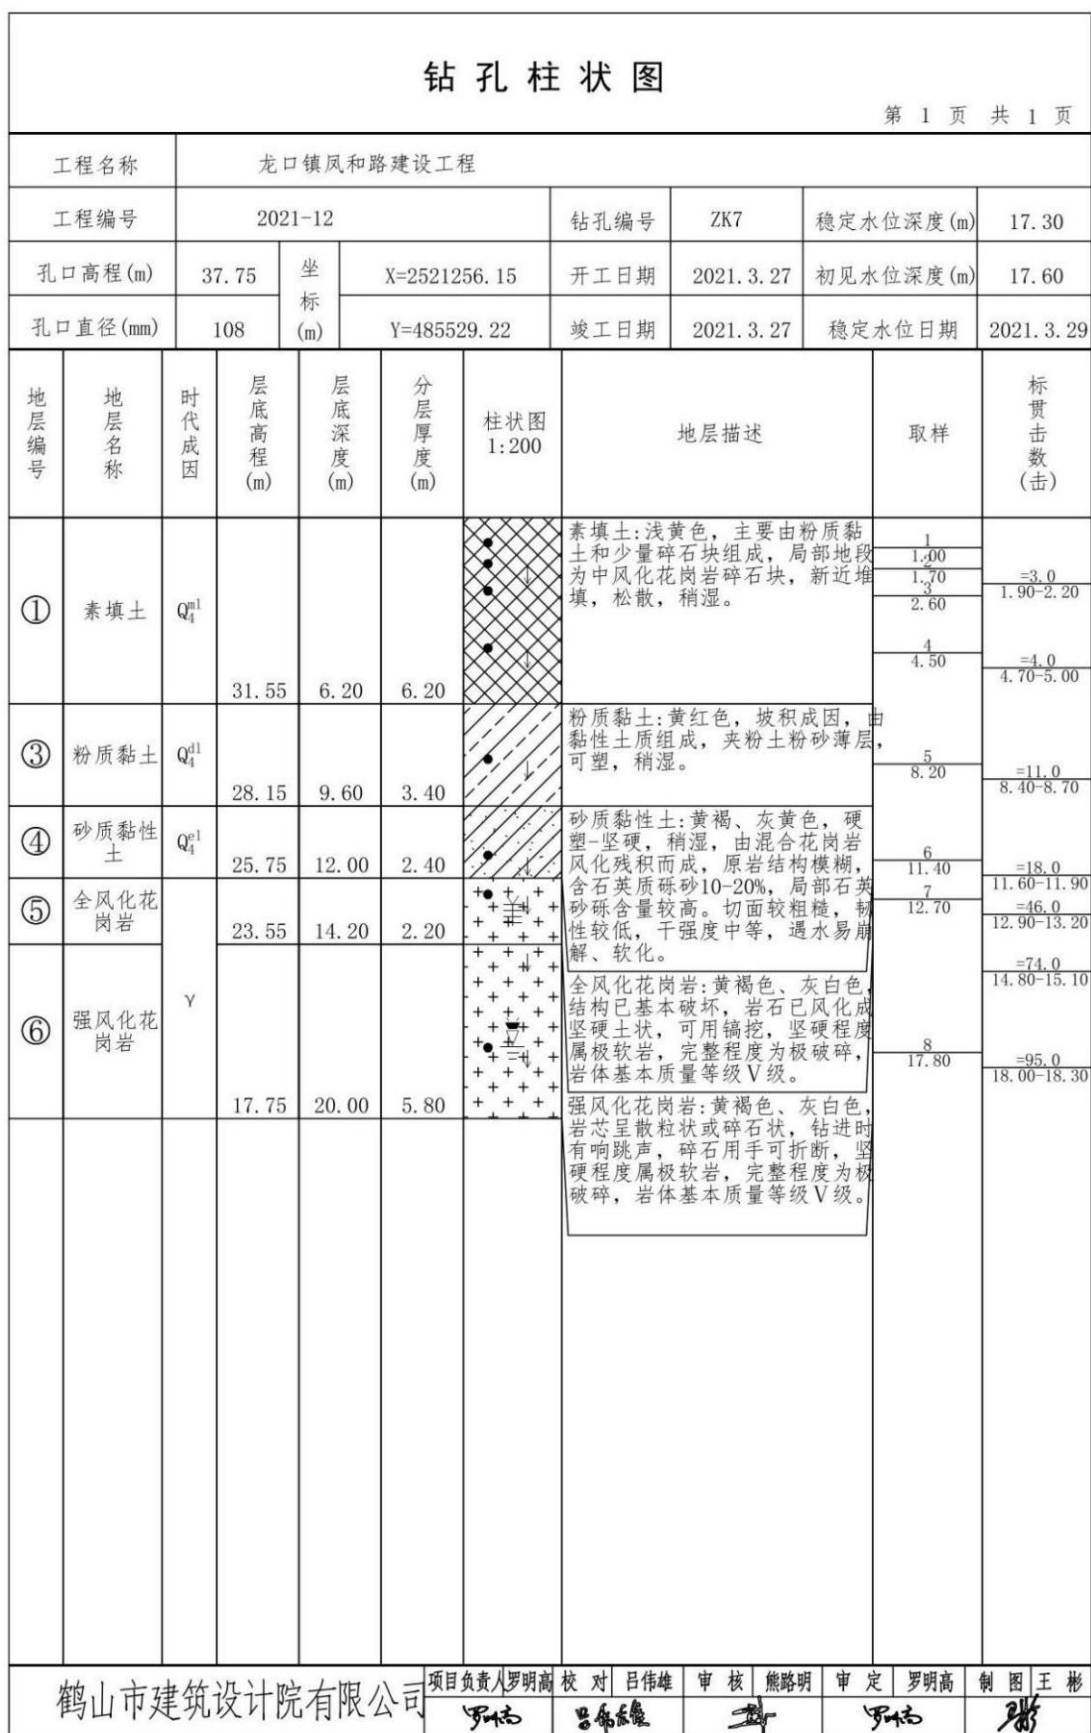 钻孔柱状图
第 1 页 共 1 页
工程名称 龙口镇凤和路建设工程
工程编号 2021-12 钻孔编号 ZK7 稳定水位深度(m) 17.30
孔口高程(m) 37.75 坐标(m) X=2521256.15 开工日期 2021.3.27 初见水位深度(m) 17.60
孔口直径(mm) 108 Y=485529.22 竣工日期 2021.3.27 稳定水位日期 2021.3.29
地层编号 地层名称 时代成因 层底高程(m) 层底深度(m) 分层厚度(m) 柱状图 1:200 地层描述 取样 标贯击数(击)
① 素填土 Q4ml 31.55 6.20 6.20
素填土:浅黄色，主要由粉质黏
土和少量碎石块组成，局部地段
为中风化花岗岩碎石块，新近堆
填，松散，稍湿。
1
1.00
2
1.70
3
2.60
4
4.50
=3.0
1.90-2.20
=4.0
4.70-5.00
③ 粉质黏土 Q4dl 28.15 9.60 3.40
粉质黏土:黄红色，坡积成因，由
黏性土质组成，夹粉土粉砂薄层，
可塑，稍湿。
5
8.20
=11.0
8.40-8.70
④ 砂质黏性土 Q4el 25.75 12.00 2.40
砂质黏性土:黄褐、灰黄色，硬
塑-坚硬，稍湿，由混合花岗岩
风化残积而成，原岩结构模糊，
含石英质砾砂10-20%，局部石英
砂砾含量较高。切面较粗糙，韧
性较低，干强度中等，遇水易崩
解、软化。
6
11.40
=18.0
11.60-11.90
⑤ 全风化花岗岩 γ 23.55 14.20 2.20
全风化花岗岩:黄褐色、灰白色，
结构已基本破坏，岩石已风化成
坚硬土状，可用镐挖，坚硬程度
属极软岩，完整程度为极破碎，
岩体基本质量等级Ⅴ级。
7
12.70
=46.0
12.90-13.20
⑥ 强风化花岗岩 17.75 20.00 5.80
强风化花岗岩:黄褐色、灰白色，
岩芯呈散粒状或碎石状，钻进时
有响跳声，碎石用手可折断，坚
硬程度属极软岩，完整程度为极
破碎，岩体基本质量等级Ⅴ级。
8
17.80
=74.0
14.80-15.10
=95.0
18.00-18.30
鹤山市建筑设计院有限公司 项目负责人 罗明高 校对 吕伟雄 审核 熊路明 审定 罗明高 制图 王彬